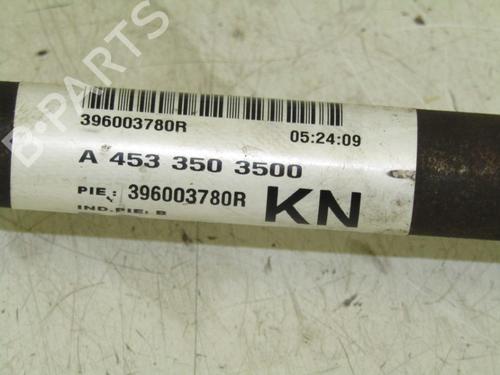 B-PARTS
396003780R 05:24:09
A 453 350 3500
PIE.: 396003780R KN
IND.PIE: B